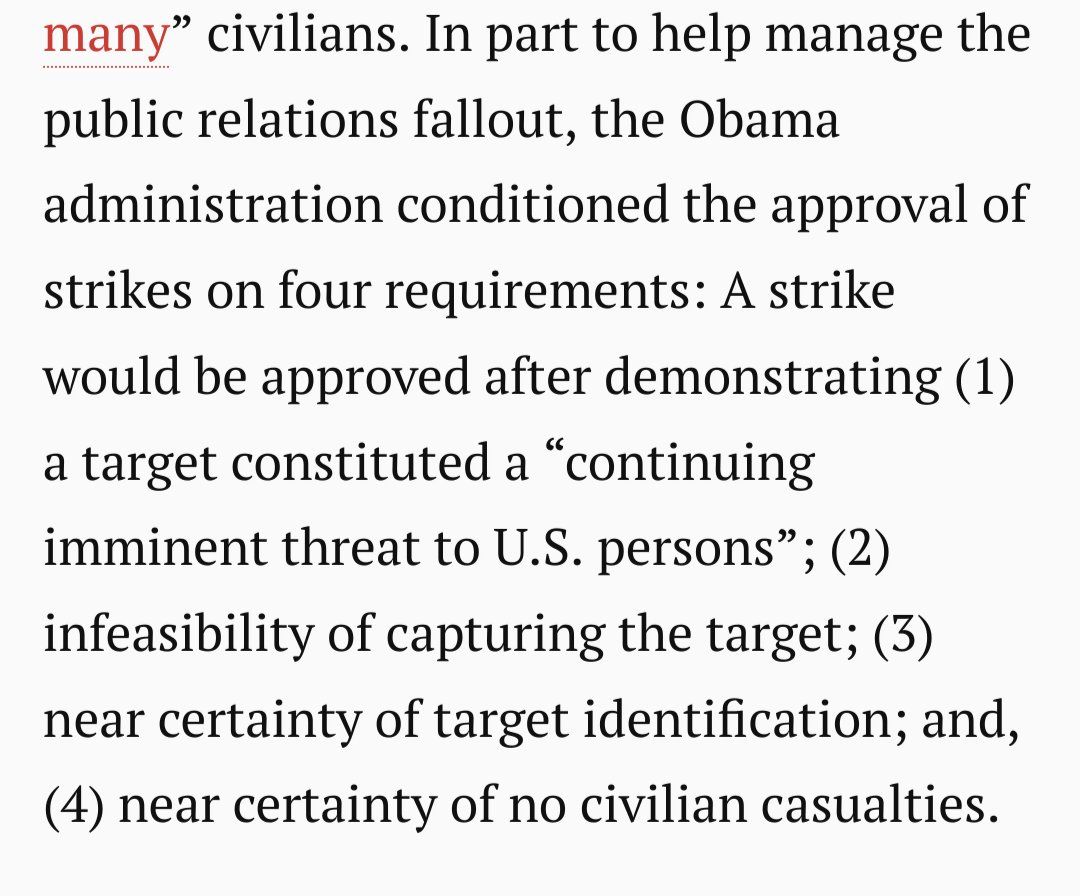 many” civilians. In part to help manage the
public relations fallout, the Obama
administration conditioned the approval of
strikes on four requirements: A strike
would be approved after demonstrating (1)
a target constituted a “continuing
imminent threat to U.S. persons”; (2)
infeasibility of capturing the target; (3)
near certainty of target identification; and,
(4) near certainty of no civilian casualties.